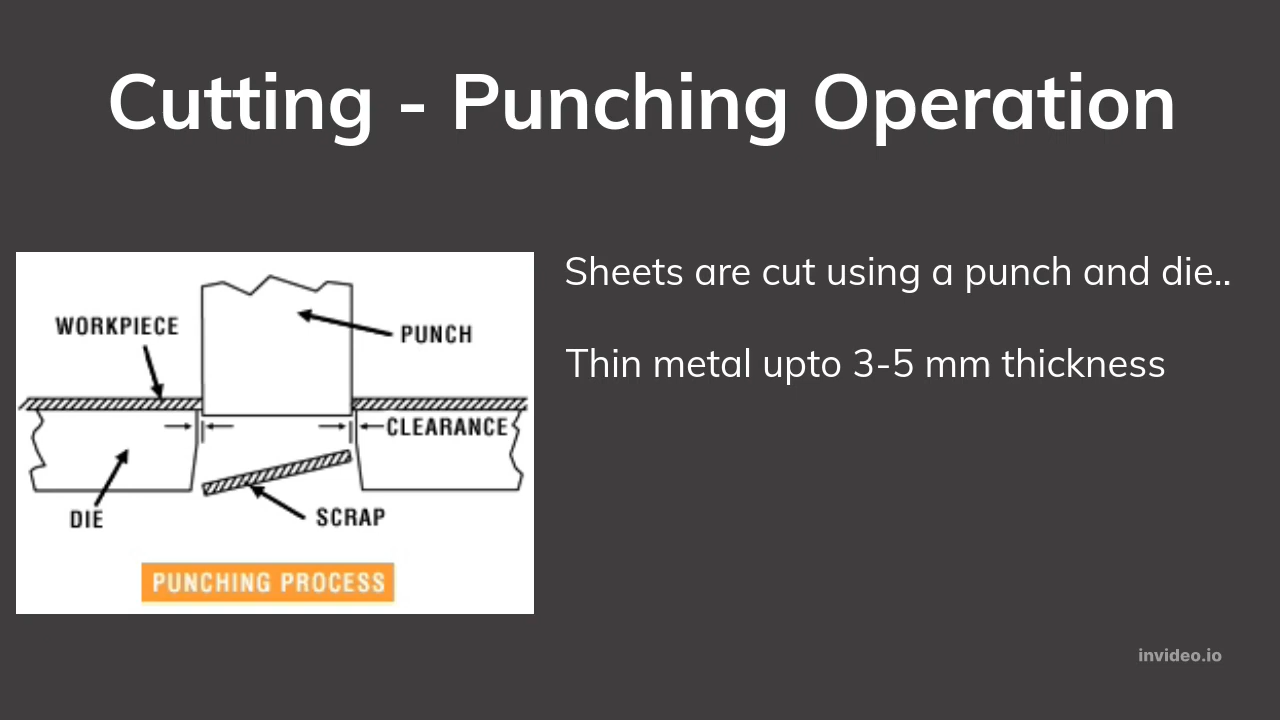 Cutting - Punching Operation
Sheets are cut using a punch and die..
Thin metal upto 3-5 mm thickness
WORKPIECE
PUNCH
CLEARANCE
DIE
SCRAP
PUNCHING PROCESS
invideo.io